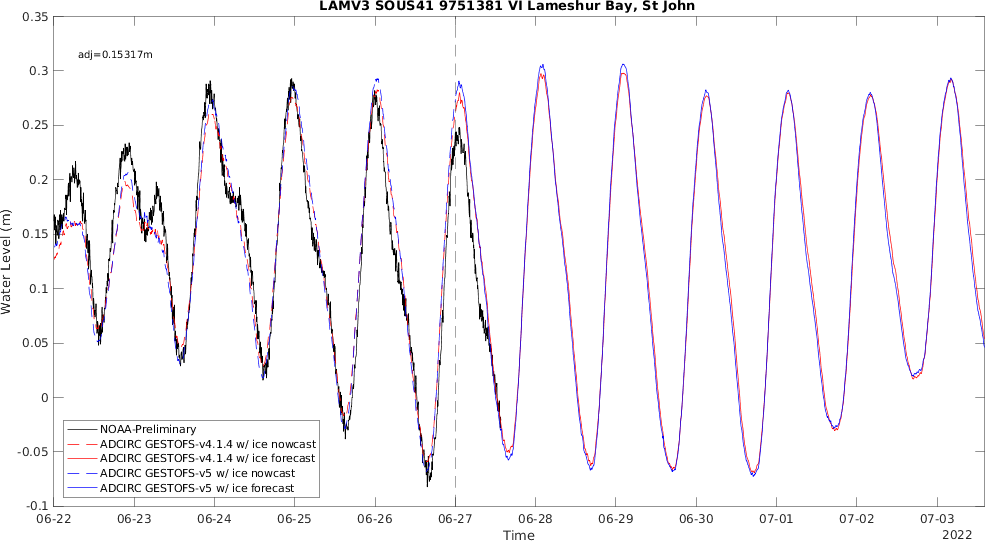 LAMV3 SOUS41 9751381 VI Lameshur Bay, St John
adj=0.15317m
Water Level (m)
0.35
0.3
0.25
0.2
0.15
0.1
0.05
0
-0.05
-0.1
NOAA-Preliminary
ADCIRC GESTOFS-v4.1.4 w/ ice nowcast
ADCIRC GESTOFS-v4.1.4 w/ ice forecast
ADCIRC GESTOFS-v5 w/ ice nowcast
ADCIRC GESTOFS-v5 w/ ice forecast
06-22 06-23 06-24 06-25 06-26 06-27 06-28 06-29 06-30 07-01 07-02 07-03
Time
2022